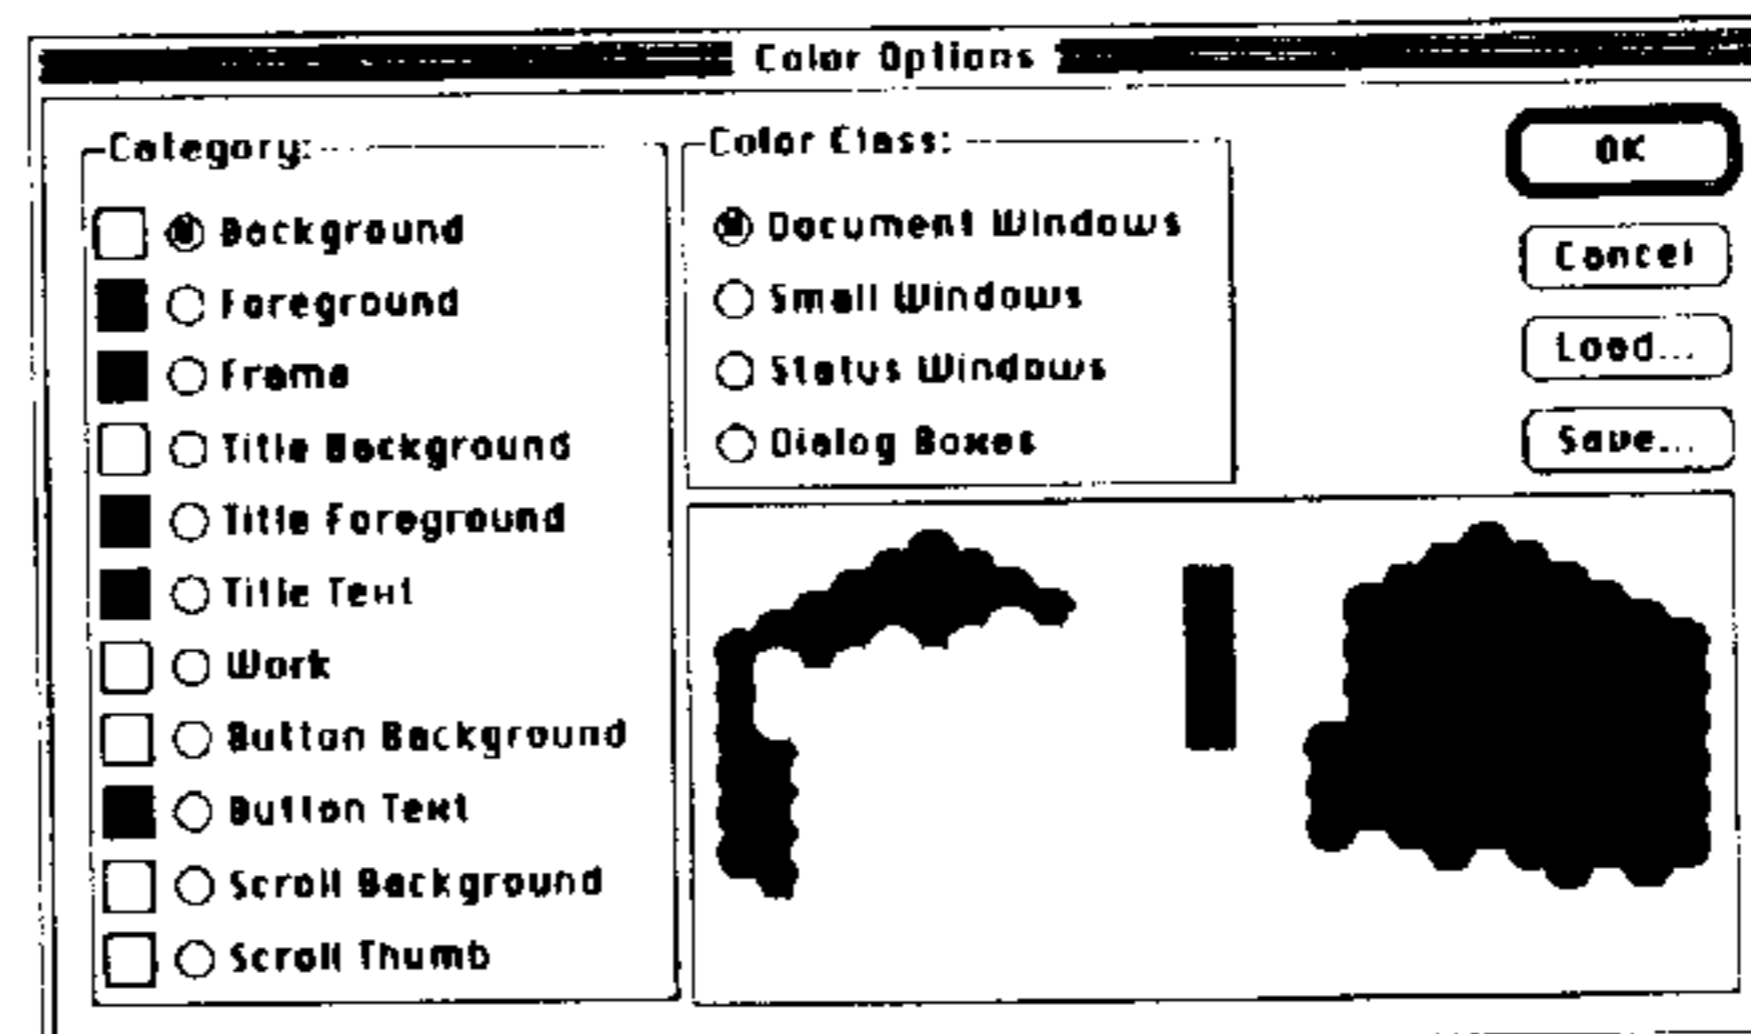 Color Options
Category:
Background
Foreground
Frame
Title Background
Title Foreground
Title Text
Work
Button Background
Button Text
Scroll Background
Scroll Thumb
Color Class:
Document Windows
Small Windows
Status Windows
Dialog Boxes
OK
Cancel
Load...
Save...